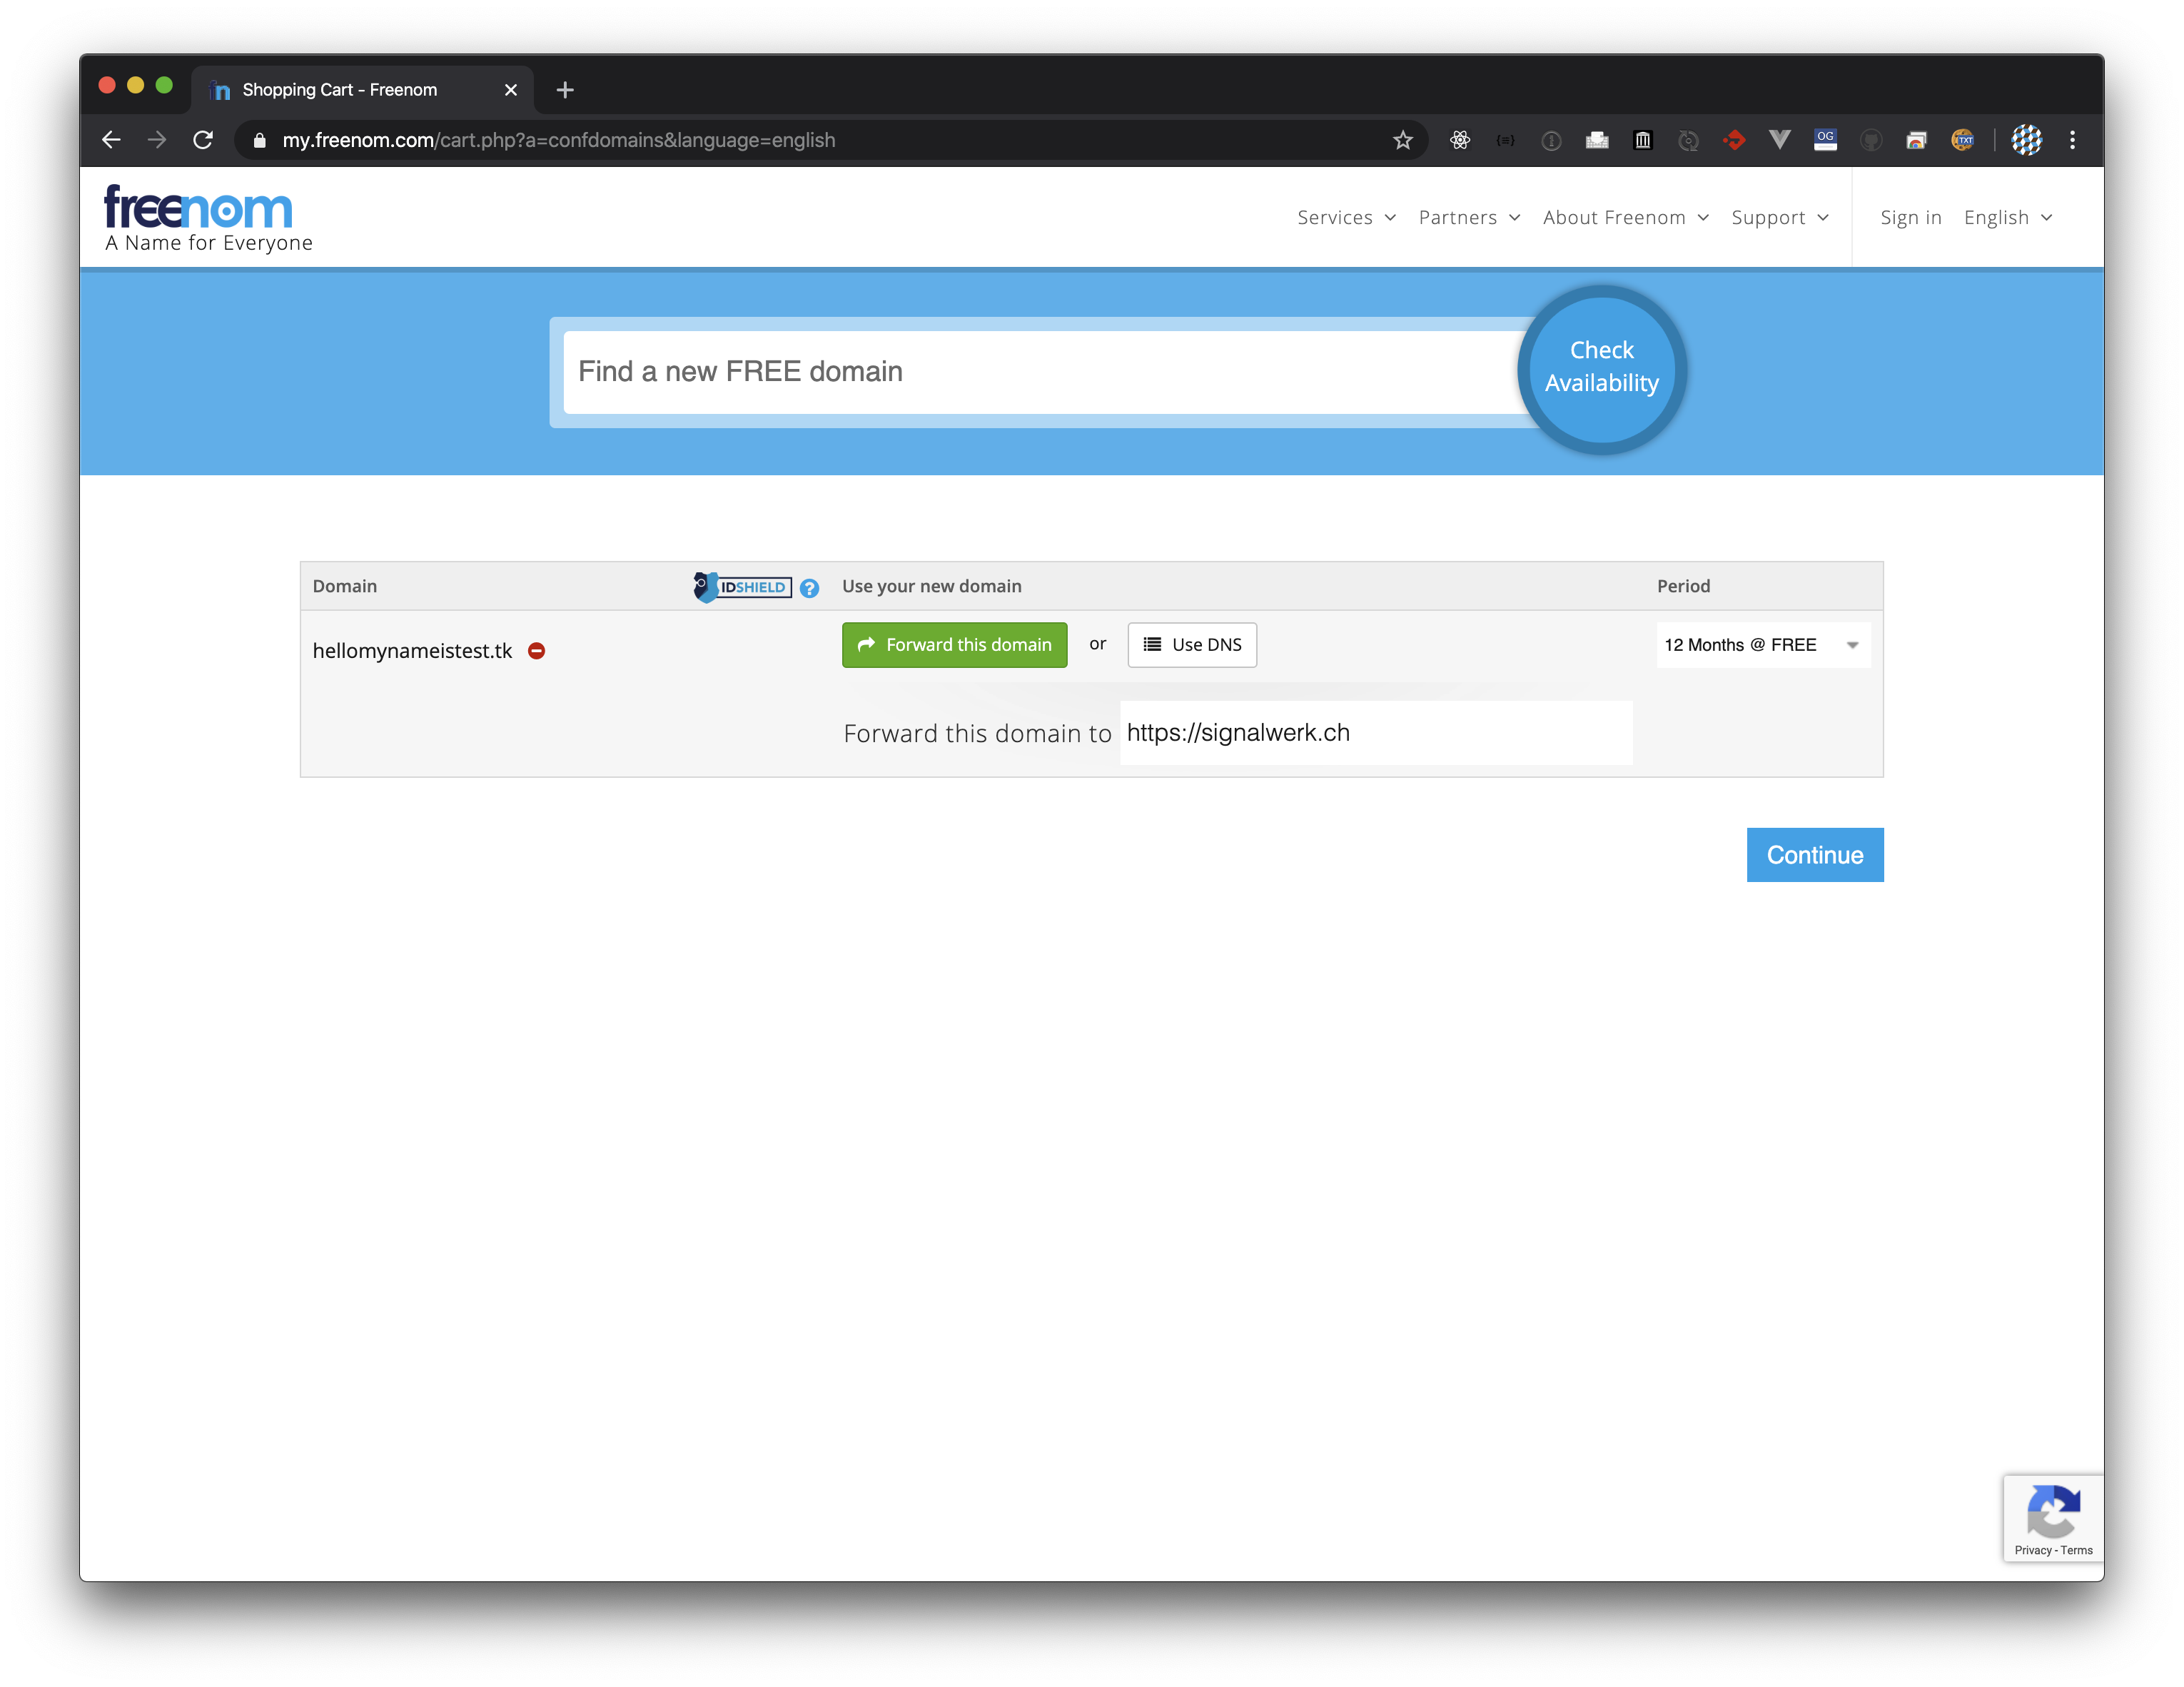 Shopping Cart - Freenom
my.freenom.com/cart.php?a=confdomains&language=english
OG
TXT
freenom
A Name for Everyone
Services
Partners
About Freenom
Support
Sign in
English
Find a new FREE domain
Check
Availability
Domain
IDSHIELD
?
Use your new domain
Period
hellomynameistest.tk
Forward this domain
or
Use DNS
12 Months @ FREE
Forward this domain to
https://signalwerk.ch
Continue
Privacy - Terms